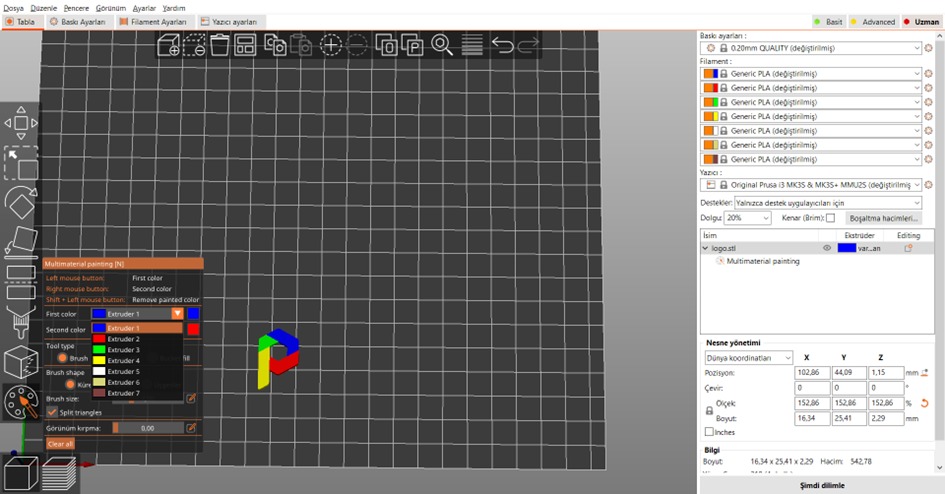 Dosya Düzenle Pencere Görünüm Ayarlar Yardım
Tabla Baskı Ayarları Filament Ayarları Yazıcı ayarları Basit Advanced Uzman
Baskı ayarları :
0.20mm QUALITY (değiştirilmiş)
Filament :
Generic PLA (değiştirilmiş)
Generic PLA (değiştirilmiş)
Generic PLA (değiştirilmiş)
Generic PLA (değiştirilmiş)
Generic PLA (değiştirilmiş)
Generic PLA (değiştirilmiş)
Generic PLA (değiştirilmiş)
Yazıcı :
Original Prusa i3 MK3S & MK3S+ MMU2S (değiştirilmiş)
Destekler: Yalnızca destek uygulayıcıları için
Dolgu: 20% Kenar (Brim): Boşaltma hacimleri...
İsim Ekstrüder Editing
logo.stl var...an
Multimaterial painting
Multimaterial painting [N]
Left mouse button: First color
Right mouse button: Second color
Shift + Left mouse button: Remove painted color
First color Extruder 1
Second color Extruder 1
Extruder 2
Tool type Extruder 3
Brush Extruder 4 fill
Brush shape Extruder 5
Extruder 6
Brush size: Extruder 7
Split triangles
Görünüm kırpma: 0.00
Clear all
Nesne yönetimi
Dünya koordinatları X Y Z
Pozisyon: 102,86 44,09 1,15 mm
Çevir: 0 0 0 °
Ölçek: 152,86 152,86 152,86 %
Boyut: 16,34 25,41 2,29 mm
Inches
Bilgi
Boyut: 16,34 x 25,41 x 2,29 Hacim: 542,78
Şimdi dilimle